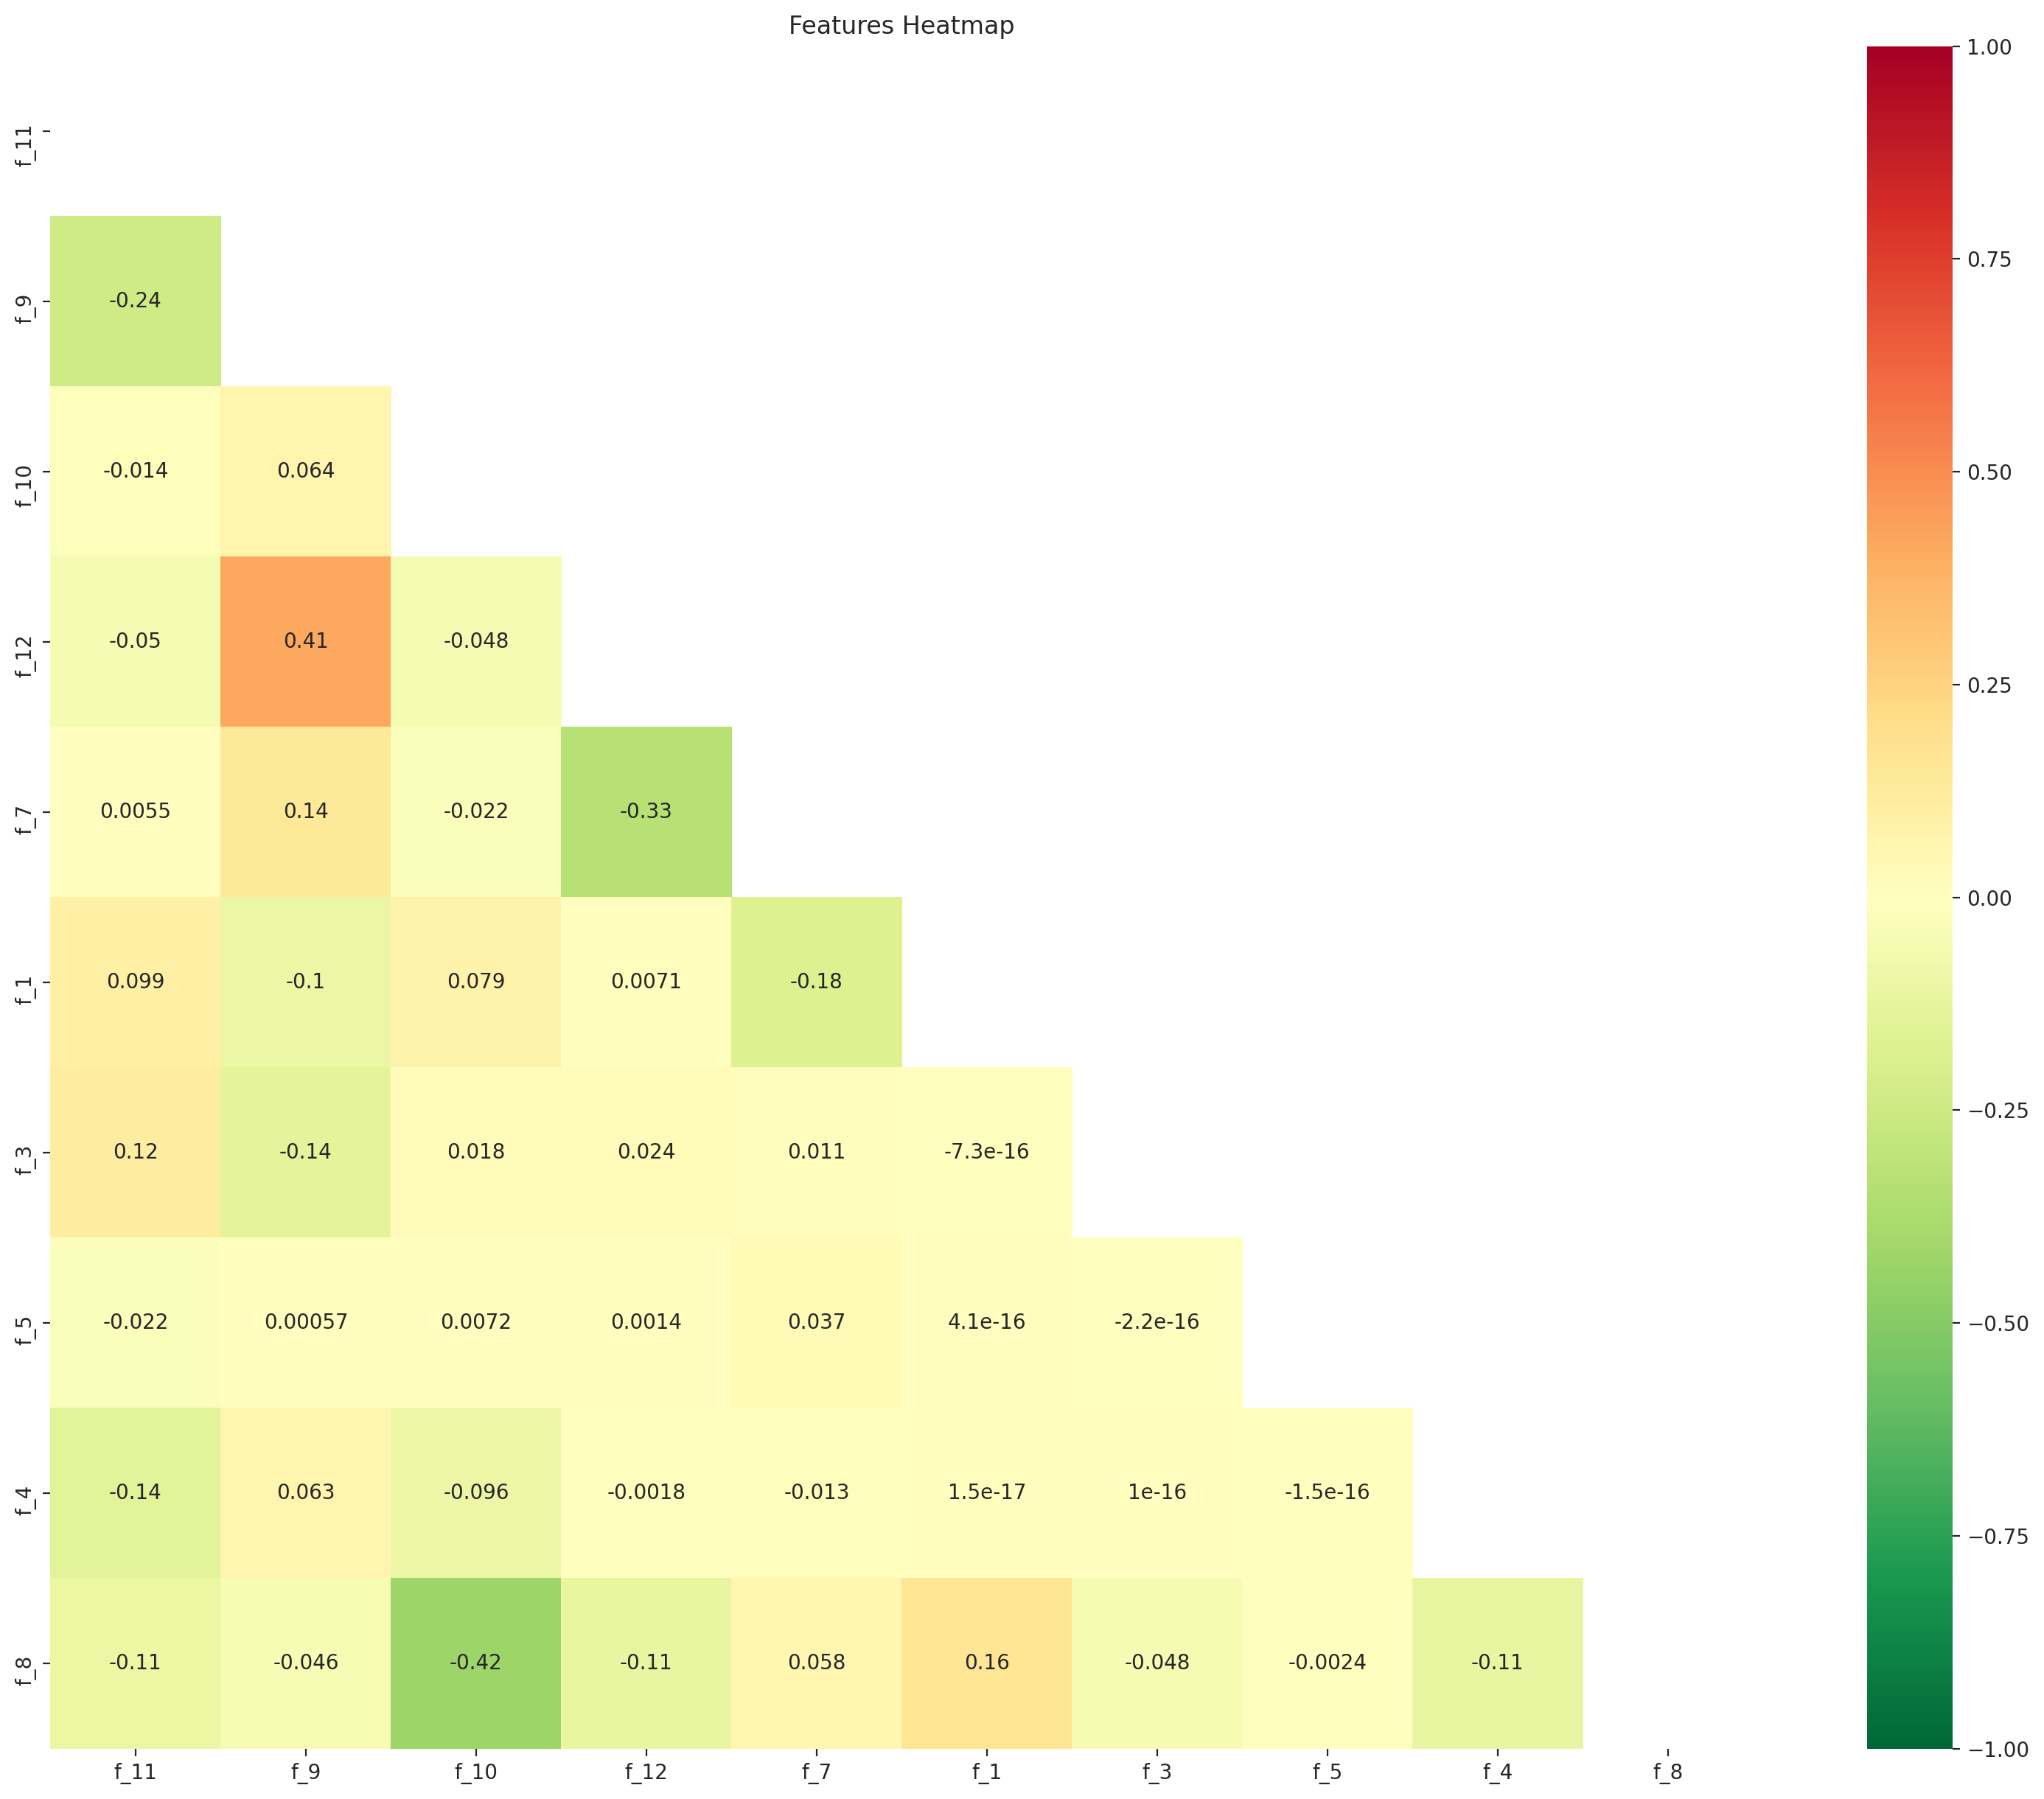 Features Heatmap
1.00
f_11
0.75
f_9
-0.24
0.50
f_10
-0.014 0.064
f_12
-0.05 0.41 -0.048
0.25
f_7
0.0055 0.14 -0.022 -0.33
0.00
f_1
0.099 -0.1 0.079 0.0071 -0.18
−0.25
f_3
0.12 -0.14 0.018 0.024 0.011 -7.3e-16
−0.50
f_5
-0.022 0.00057 0.0072 0.0014 0.037 4.1e-16 -2.2e-16
f_4
-0.14 0.063 -0.096 -0.0018 -0.013 1.5e-17 1e-16 -1.5e-16
−0.75
f_8
-0.11 -0.046 -0.42 -0.11 0.058 0.16 -0.048 -0.0024 -0.11
−1.00
f_11 f_9 f_10 f_12 f_7 f_1 f_3 f_5 f_4 f_8